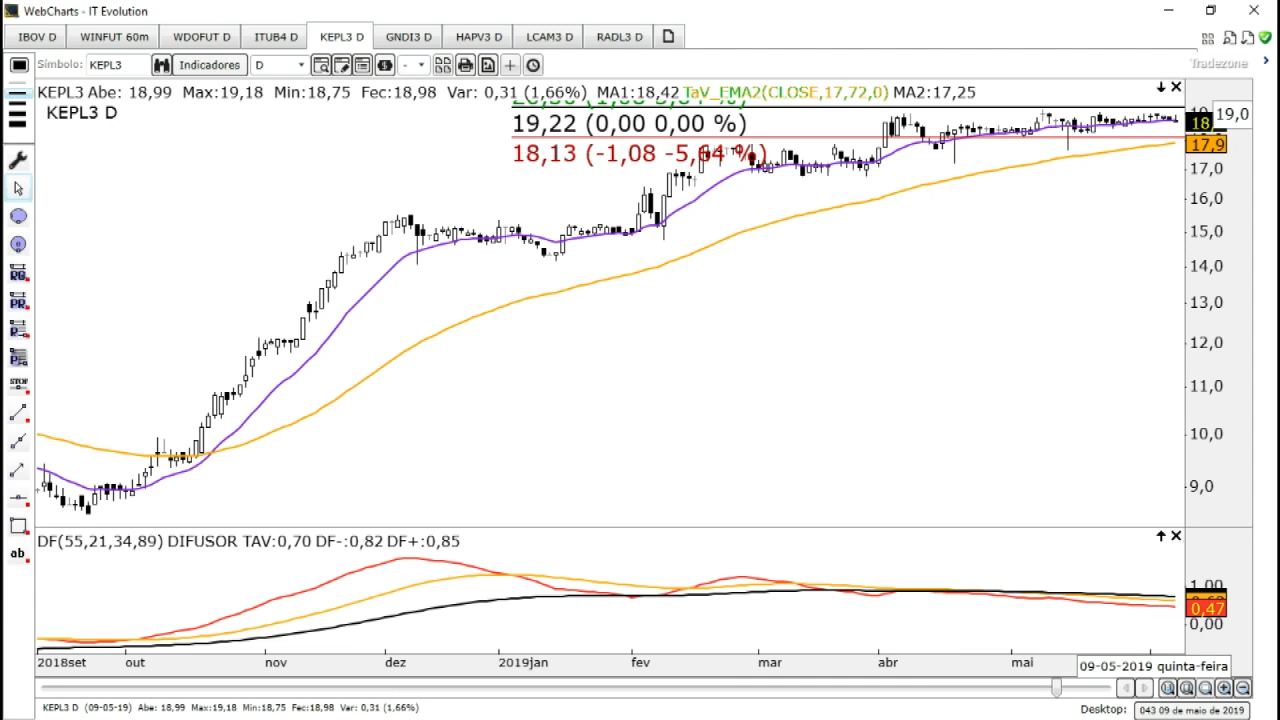 WebCharts - IT Evolution
IBOV D WINFUT 60m WDOFUT D ITUB4 D KEPL3 D GNDI3 D HAPV3 D LCAM3 D RADL3 D
Símbolo: KEPL3 Indicadores D - Tradezone
KEPL3 Abe: 18,99 Max:19,18 Min:18,75 Fec:18,98 Var: 0,31 (1,66%) MA1:18,42 TaV_EMA2(CLOSE,17,72,0) MA2:17,25
KEPL3 D
19,22 (0,00 0,00 %)
18,13 (-1,08 -5,64 %)
19,0
18
17,9
17,0
16,0
15,0
14,0
13,0
12,0
11,0
10,0
9,0
RG
PR
STOP
ab
DF(55,21,34,89) DIFUSOR TAV:0,70 DF-:0,82 DF+:0,85
1,00
0,47
0,00
2018set out nov dez 2019jan fev mar abr mai 09-05-2019 quinta-feira
KEPL3 D (09-05-19) Abe: 18,99 Max:19,18 Min:18,75 Fec:18,98 Var: 0,31 (1,66%) Desktop: 043 09 de maio de 2019